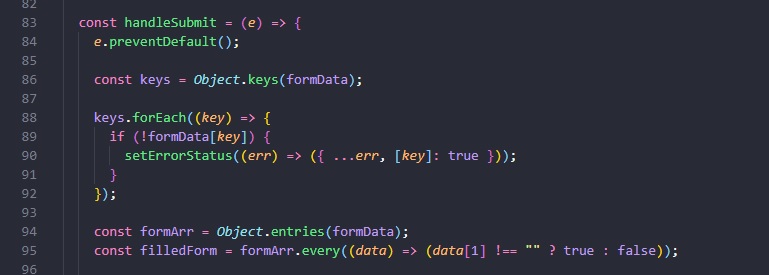 82
83 const handleSubmit = (e) => {
84 e.preventDefault();
85
86 const keys = Object.keys(formData);
87
88 keys.forEach((key) => {
89 if (!formData[key]) {
90 setErrorStatus((err) => ({ ...err, [key]: true }));
91 }
92 });
93
94 const formArr = Object.entries(formData);
95 const filledForm = formArr.every((data) => (data[1] !== "" ? true : false));
96